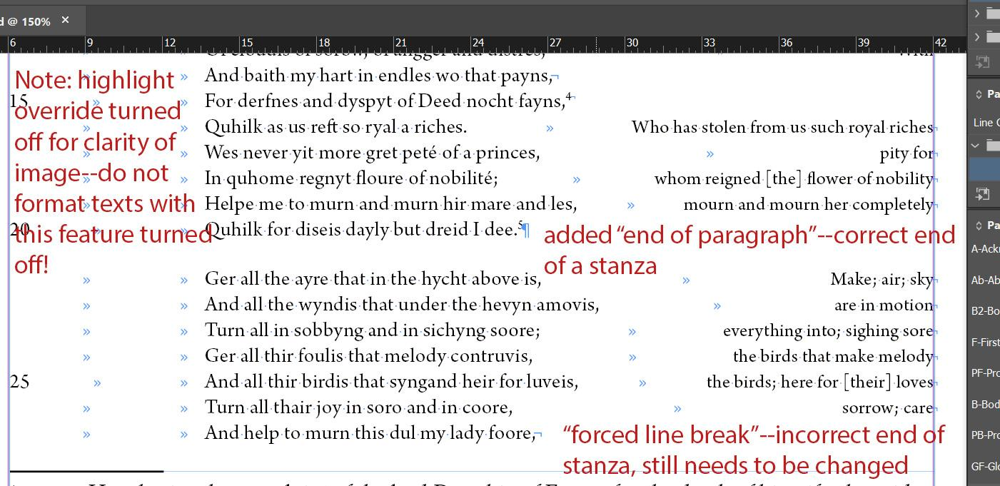 d @ 150% ×
6 9 12 15 18 21 24 27 30 33 36 39 42
And baith my hart in endles wo that payns,¬
15 » » For derfnes and dyspyt of Deed nocht fayns,⁴¬
» » Quhilk as us reft so ryal a riches. » Who has stolen from us such royal riches¬
» » Wes never yit more gret peté of a princes, » pity for¬
» » In quhome regnyt floure of nobilité; » whom reigned [the] flower of nobility¬
» » Helpe me to murn and murn hir mare and les, » mourn and mourn her completely¬
20 » » Quhilk for diseis dayly but dreid I dee.⁵¶
Note: highlight
override turned
off for clarity of
image--do not
format texts with
this feature turned
off!
added “end of paragraph”--correct end
of a stanza
» » Ger all the ayre that in the hycht above is, » Make; air; sky¬
» » And all the wyndis that under the hevyn amovis, » are in motion¬
» » Turn all in sobbyng and in sichyng soore; » everything into; sighing sore¬
» » Ger all thir foulis that melody contruvis, » the birds that make melody¬
25 » » And all thir birdis that syngand heir for luveis, » the birds; here for [their] loves¬
» » Turn all thair joy in soro and in coore, » sorrow; care¬
» » And help to murn this dul my lady foore,¬
“forced line break”--incorrect end of
stanza, still needs to be changed
Pa
Line
Pa
A-Ack
Ab-Ab
B2-Bo
F-First
PF-Pro
B-Bod
PB-Pro
GF-Glo